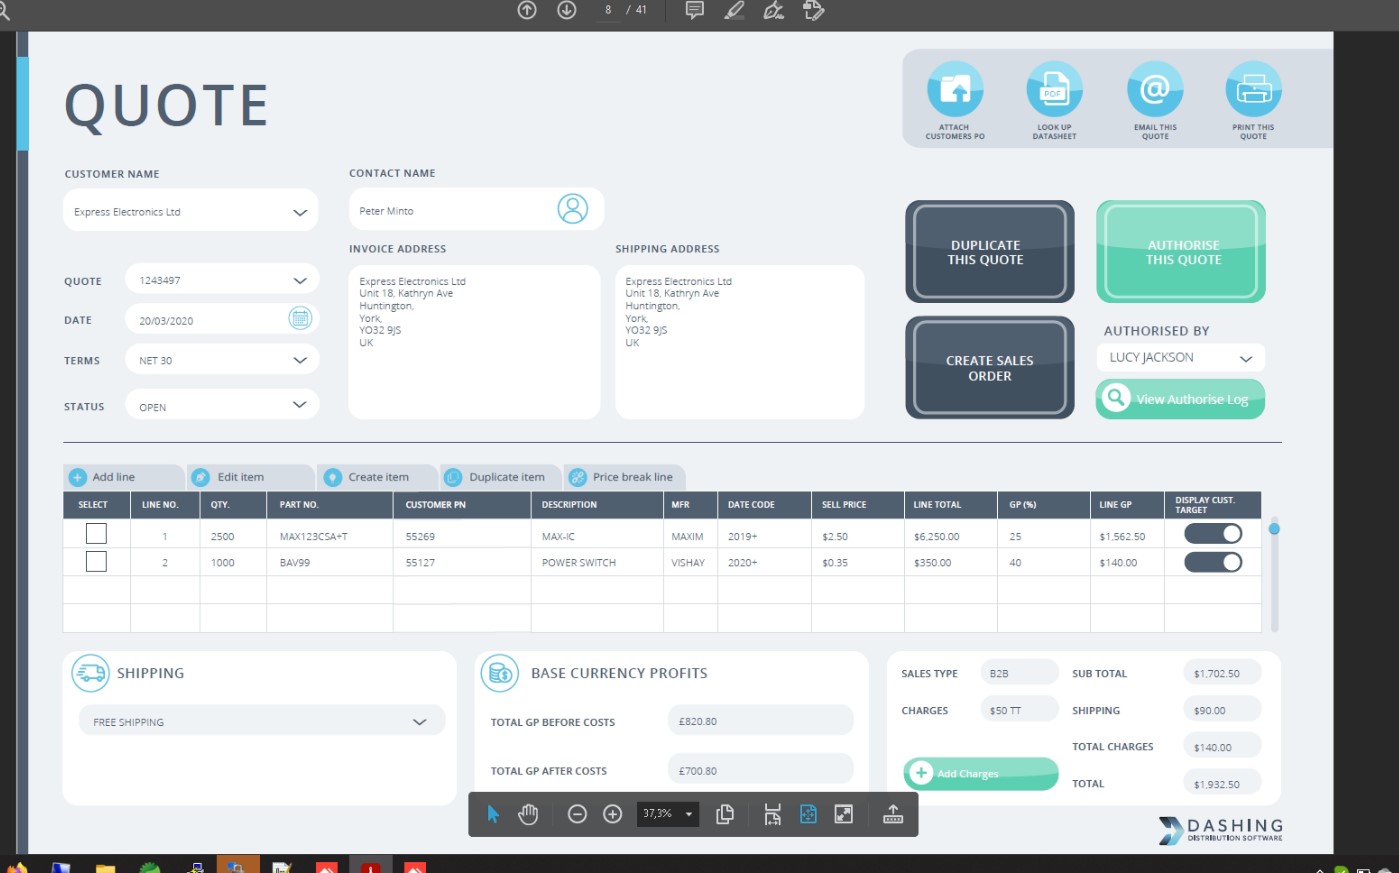 8 / 41
QUOTE
ATTACH
CUSTOMERS PO
PDF
LOOK UP
DATASHEET
@
EMAIL THIS
QUOTE
PRINT THIS
QUOTE
CUSTOMER NAME
Express Electronics Ltd
CONTACT NAME
Peter Minto
QUOTE 1243497
DATE 20/03/2020
TERMS NET 30
STATUS OPEN
INVOICE ADDRESS
Express Electronics Ltd
Unit 18, Kathryn Ave
Huntington,
York,
YO32 9JS
UK
SHIPPING ADDRESS
Express Electronics Ltd
Unit 18, Kathryn Ave
Huntington,
York,
YO32 9JS
UK
DUPLICATE
THIS QUOTE
AUTHORISE
THIS QUOTE
CREATE SALES
ORDER
AUTHORISED BY
LUCY JACKSON
View Authorise Log
Add line Edit item Create item Duplicate item Price break line
SELECT LINE NO. QTY. PART NO. CUSTOMER PN DESCRIPTION MFR DATE CODE SELL PRICE LINE TOTAL GP (%) LINE GP DISPLAY CUST. TARGET
1 2500 MAX123CSA+T 55269 MAX-IC MAXIM 2019+ $2.50 $6,250.00 25 $1,562.50
2 1000 BAV99 55127 POWER SWITCH VISHAY 2020+ $0.35 $350.00 40 $140.00
SHIPPING
FREE SHIPPING
BASE CURRENCY PROFITS
TOTAL GP BEFORE COSTS £820.80
TOTAL GP AFTER COSTS £700.80
SALES TYPE B2B
CHARGES $50 TT
Add Charges
SUB TOTAL $1,702.50
SHIPPING $90.00
TOTAL CHARGES $140.00
TOTAL $1,932.50
37,3%
DASHING
DISTRIBUTION SOFTWARE